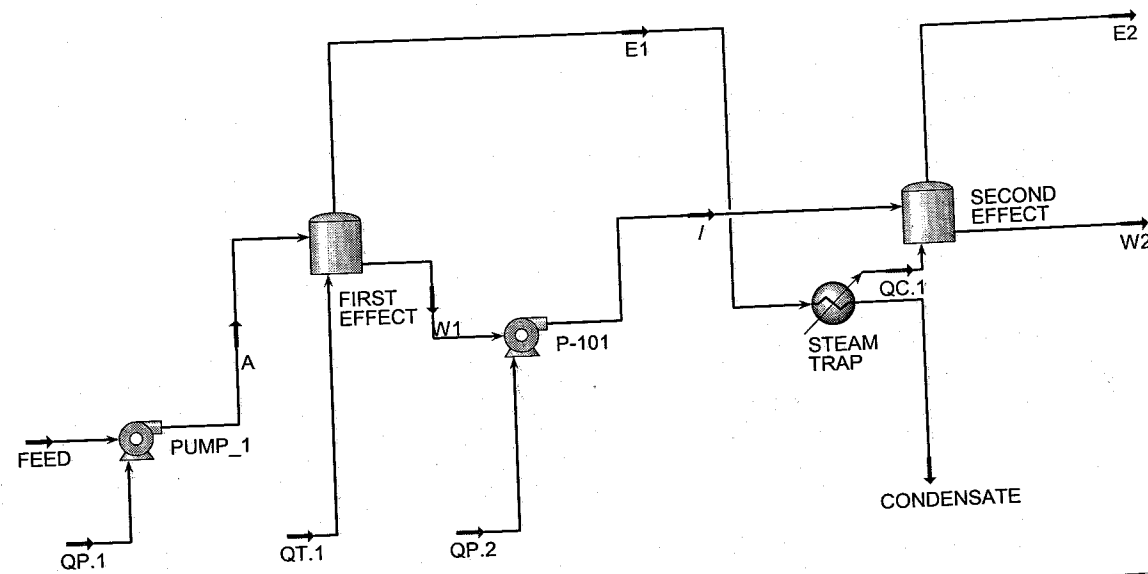 E1
E2
SECOND
EFFECT
W2
I
QC.1
FIRST
EFFECT
W1
P-101
STEAM
TRAP
A
FEED
PUMP_1
CONDENSATE
QP.1
QT.1
QP.2